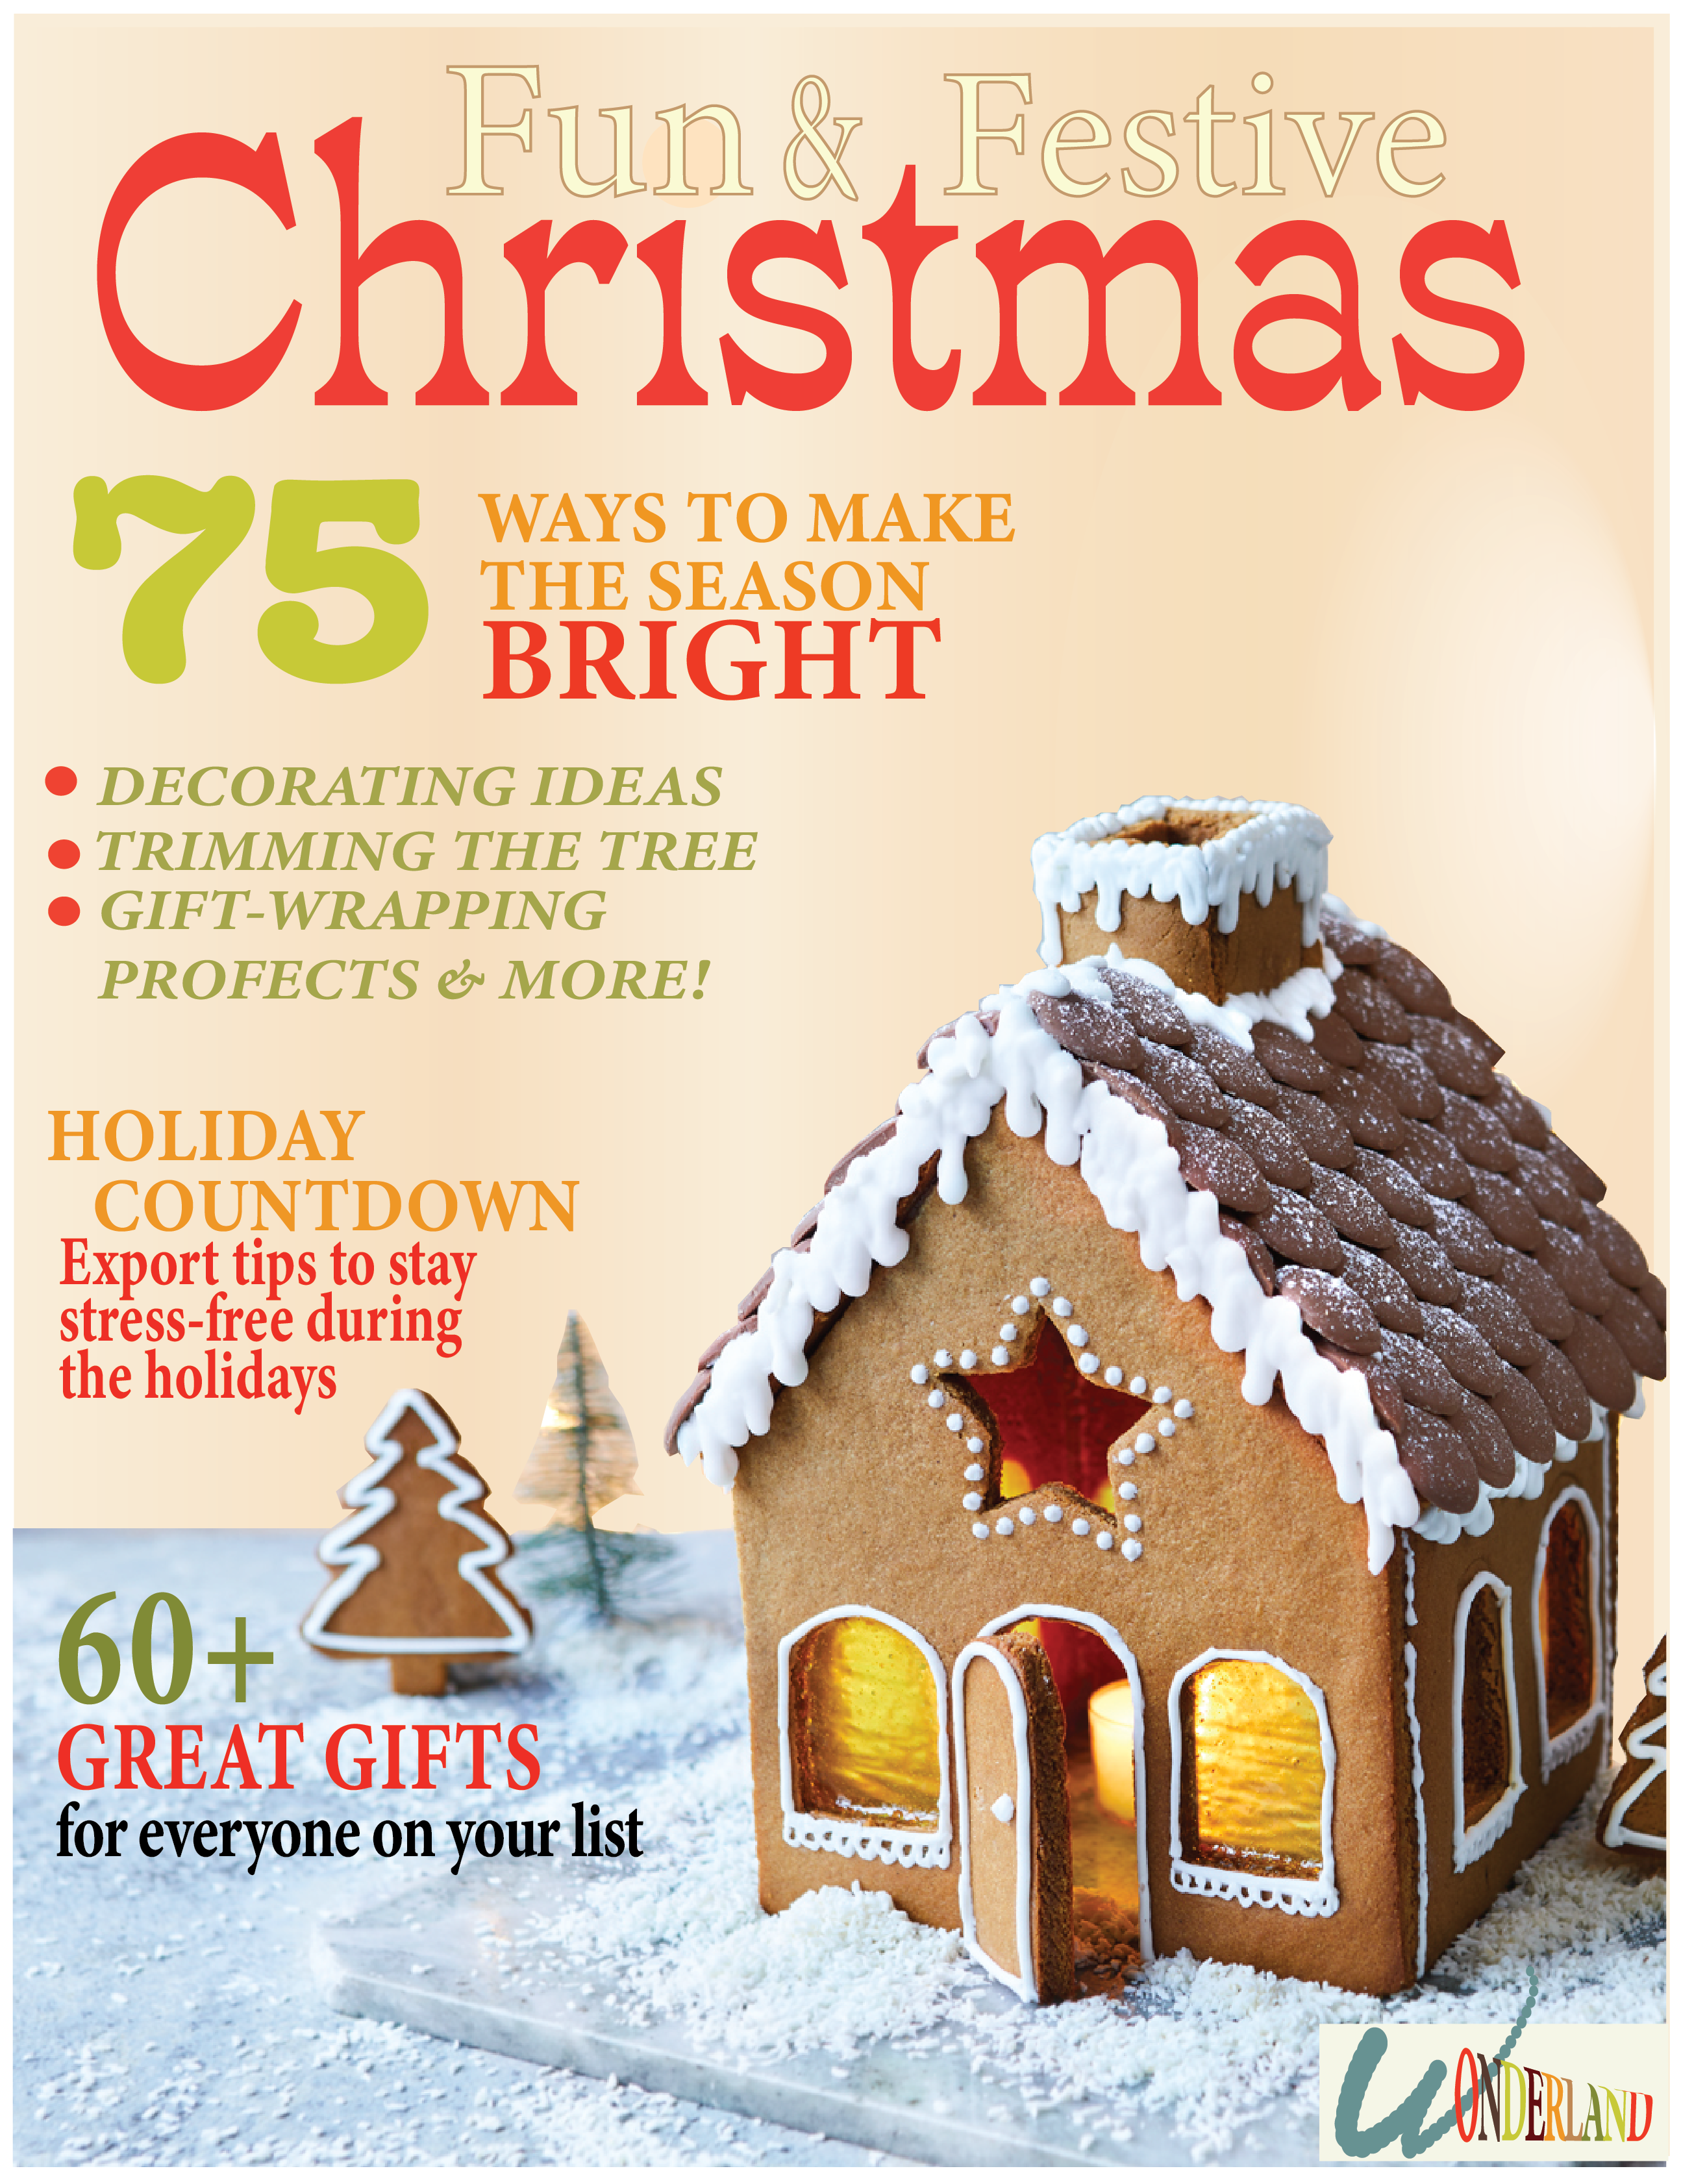 Fun & Festive
Christmas
75
WAYS TO MAKE
THE SEASON
BRIGHT
DECORATING IDEAS
TRIMMING THE TREE
GIFT-WRAPPING
PROFECTS & MORE!
HOLIDAY
COUNTDOWN
Export tips to stay
stress-free during
the holidays
60+
GREAT GIFTS
for everyone on your list
WONDERLAND